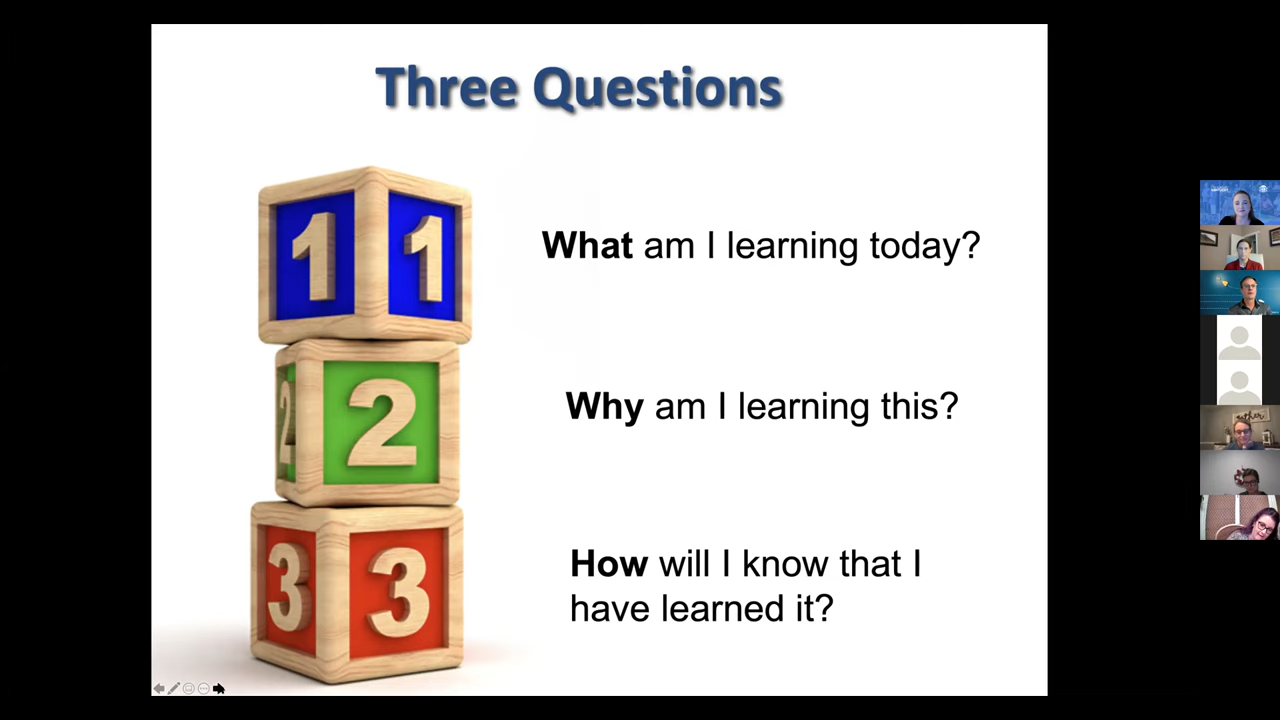 Three Questions
1 1
What am I learning today?
2 2
Why am I learning this?
3 3
How will I know that I
have learned it?